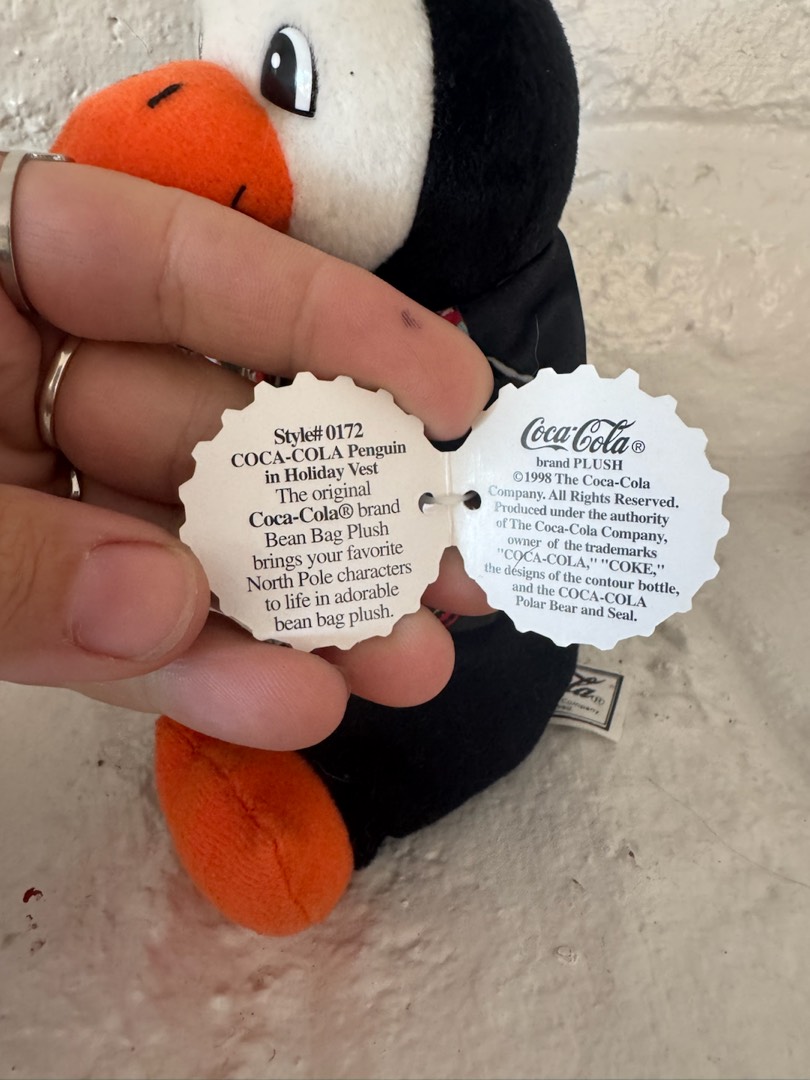 Style# 0172
COCA-COLA Penguin
in Holiday Vest
The original
Coca-Cola® brand
Bean Bag Plush
brings your favorite
North Pole characters
to life in adorable
bean bag plush.
Coca-Cola®
brand PLUSH
©1998 The Coca-Cola
Company. All Rights Reserved.
Produced under the authority
of The Coca-Cola Company,
owner of the trademarks
"COCA-COLA," "COKE,"
the designs of the contour bottle,
and the COCA-COLA
Polar Bear and Seal.